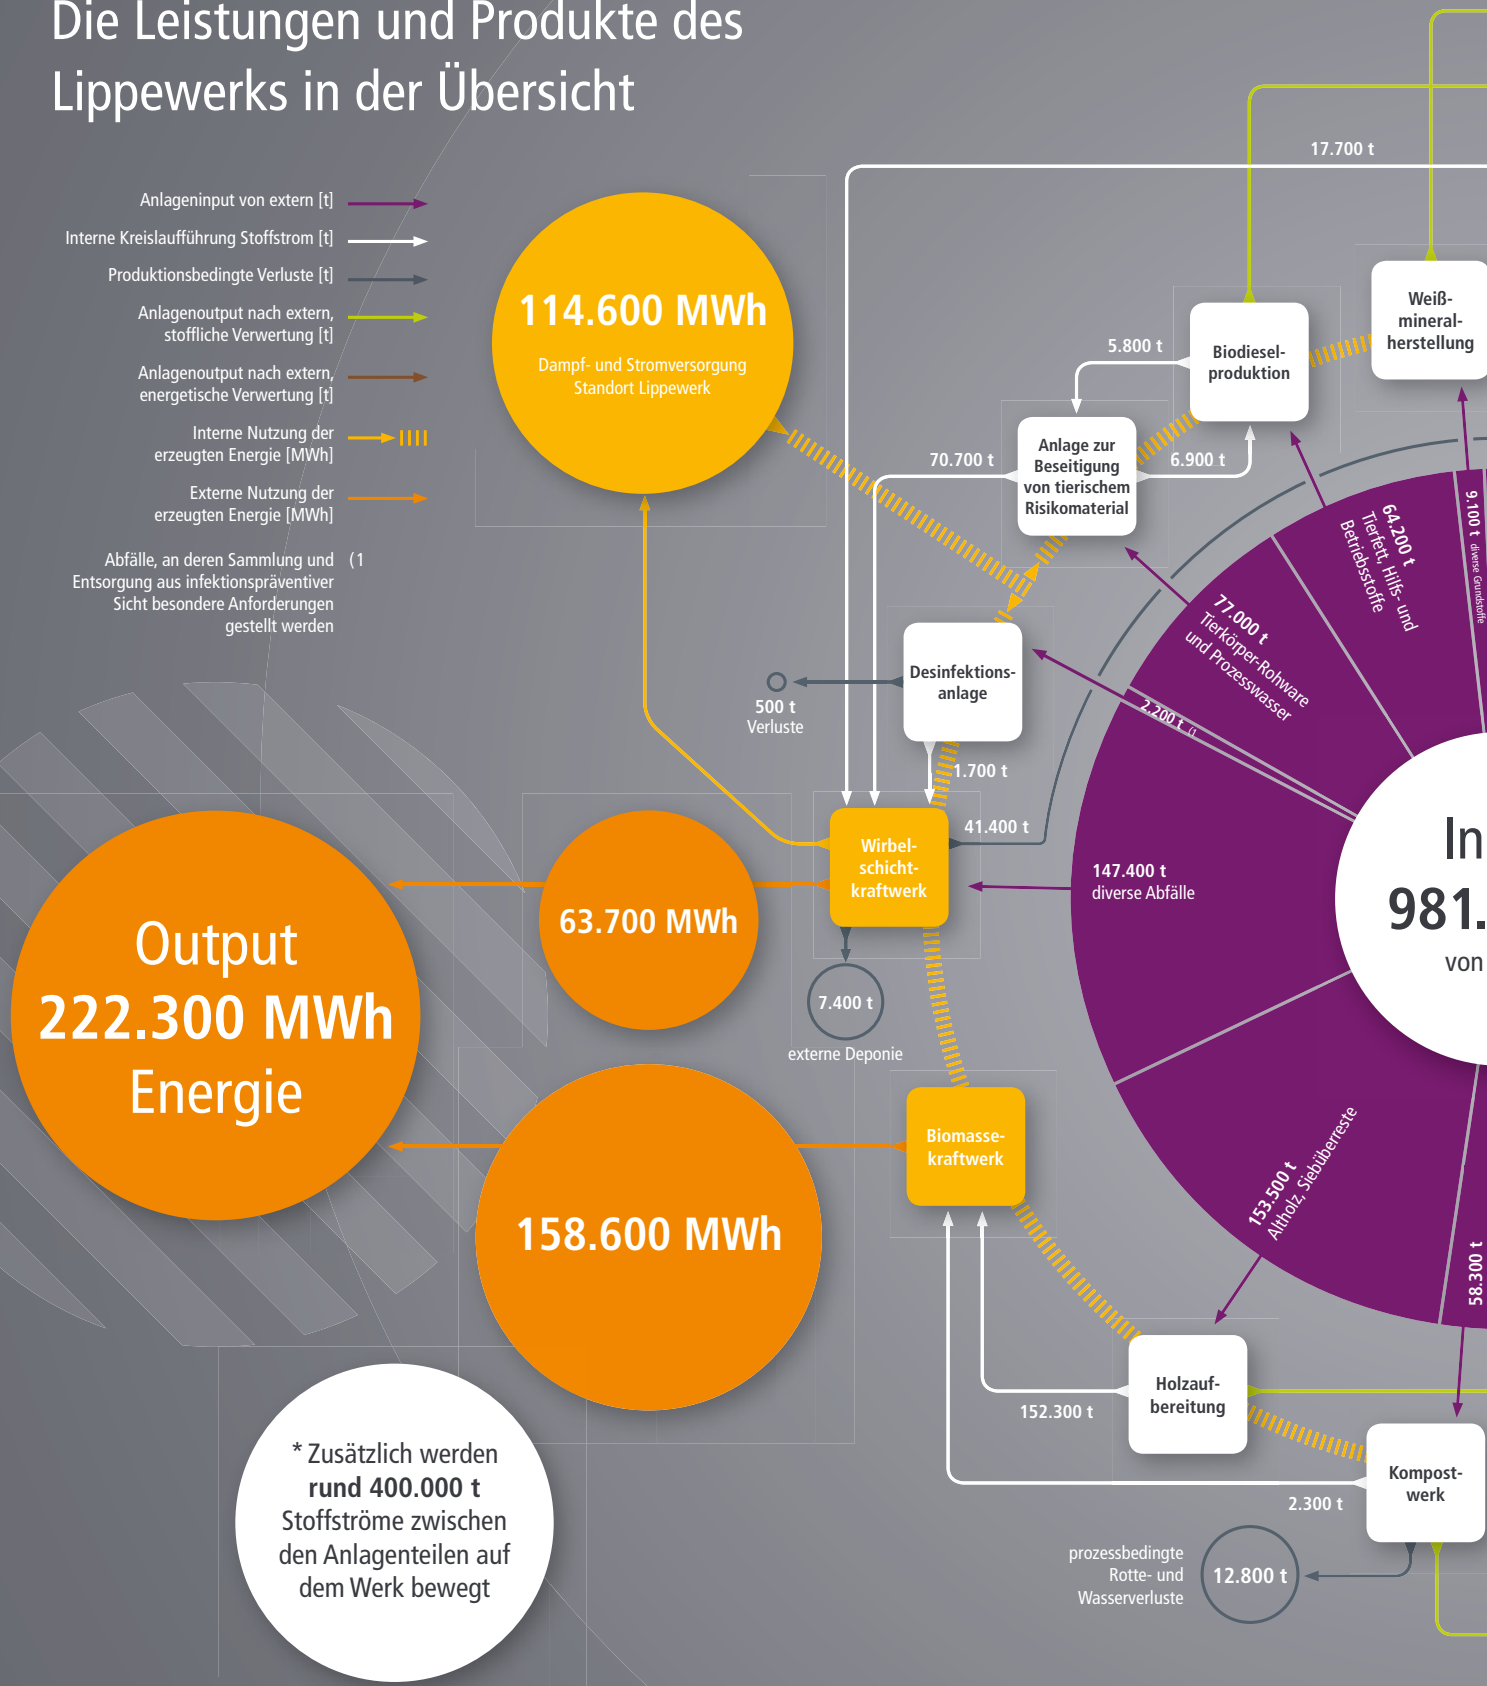 Die Leistungen und Produkte des
Lippewerks in der Übersicht
Anlageninput von extern [t]
Interne Kreislaufführung Stoffstrom [t]
Produktionsbedingte Verluste [t]
Anlagenoutput nach extern,
stoffliche Verwertung [t]
Anlagenoutput nach extern,
energetische Verwertung [t]
Interne Nutzung der
erzeugten Energie [MWh]
Externe Nutzung der
erzeugten Energie [MWh]
Abfälle, an deren Sammlung und (1
Entsorgung aus infektionspräventiver
Sicht besondere Anforderungen
gestellt werden
114.600 MWh
Dampf- und Stromversorgung
Standort Lippewerk
17.700 t
Weiß-
mineral-
herstellung
5.800 t
Biodiesel-
produktion
70.700 t
Anlage zur
Beseitigung
von tierischem
Risikomaterial
6.900 t
9.100 t diverse Grundstoffe
64.200 t
Tierfett, Hilfs- und
Betriebsstoffe
77.000 t
Tierkörper-Rohware
und Prozesswasser
2.200 t (1
Desinfektions-
anlage
500 t
Verluste
1.700 t
41.400 t
Wirbel-
schicht-
kraftwerk
147.400 t
diverse Abfälle
In
981.
von
63.700 MWh
Output
222.300 MWh
Energie
7.400 t
externe Deponie
Biomasse-
kraftwerk
158.600 MWh
153.500 t
Altholz, Siebüberreste
58.300 t
Holzauf-
bereitung
152.300 t
Kompost-
werk
2.300 t
prozessbedingte
Rotte- und
Wasserverluste
12.800 t
* Zusätzlich werden
rund 400.000 t
Stoffströme zwischen
den Anlagenteilen auf
dem Werk bewegt